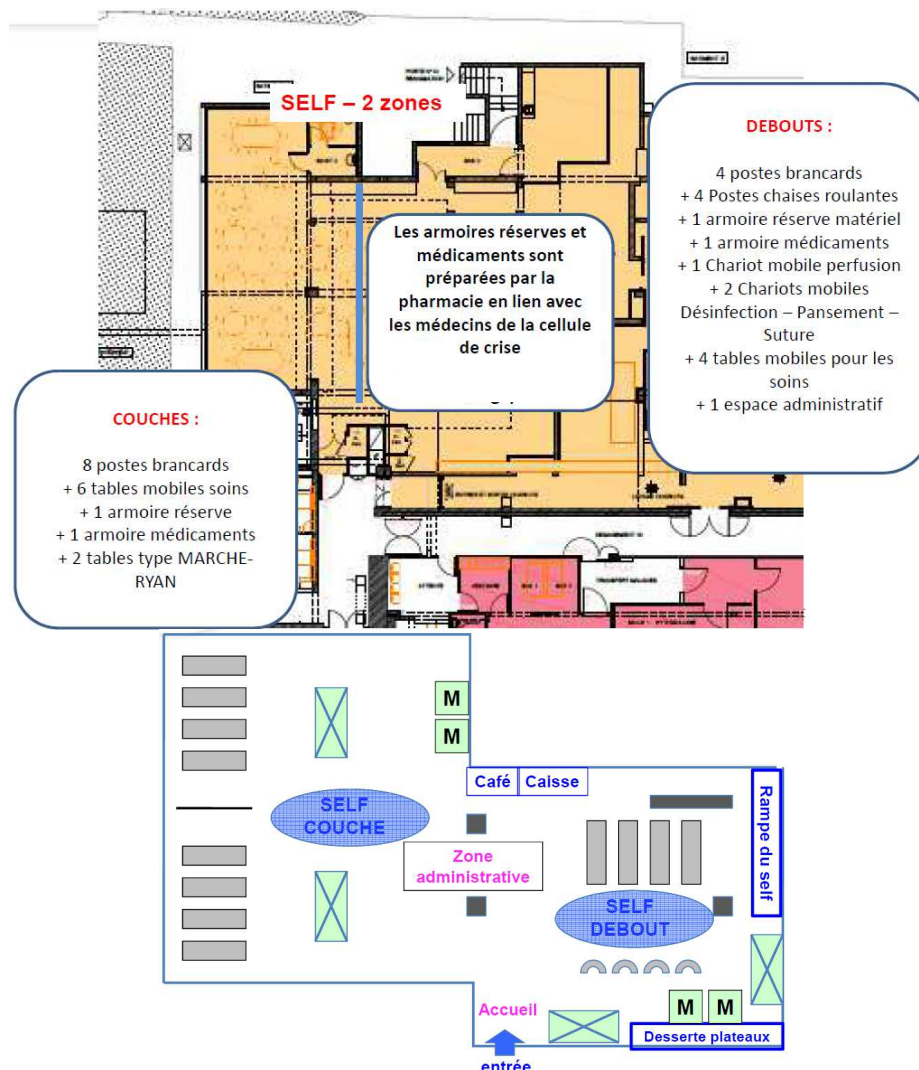 SELF – 2 zones
DEBOUTS :
4 postes brancards
+ 4 Postes chaises roulantes
+ 1 armoire réserve matériel
+ 1 armoire médicaments
+ 1 Chariot mobile perfusion
+ 2 Chariots mobiles
Désinfection – Pansement –
Suture
+ 4 tables mobiles pour les
soins
+ 1 espace administratif
Les armoires réserves et
médicaments sont
préparées par la
pharmacie en lien avec
les médecins de la cellule
de crise
COUCHES :
8 postes brancards
+ 6 tables mobiles soins
+ 1 armoire réserve
+ 1 armoire médicaments
+ 2 tables type MARCHE-
RYAN
TRANSPORT MALADES
M
M
Café
Caisse
Rampe du self
SELF
COUCHE
Zone
administrative
SELF
DEBOUT
Accueil
M
M
Desserte plateaux
entrée